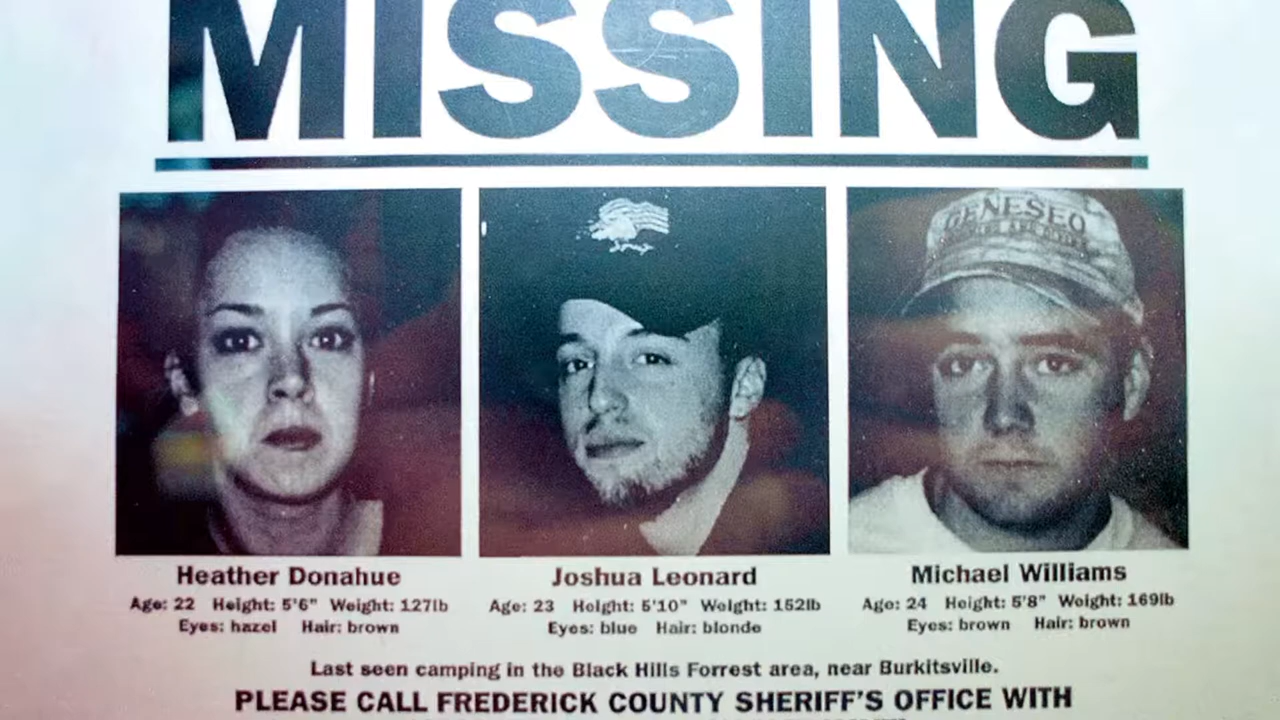 MISSING
GENESEO
Heather Donahue
Age: 22 Height: 5'6" Weight: 127lb
Eyes: hazel Hair: brown
Joshua Leonard
Age: 23 Height: 5'10" Weight: 152lb
Eyes: blue Hair: blonde
Michael Williams
Age: 24 Height: 5'8" Weight: 169lb
Eyes: brown Hair: brown
Last seen camping in the Black Hills Forrest area, near Burkitsville.
PLEASE CALL FREDERICK COUNTY SHERIFF'S OFFICE WITH